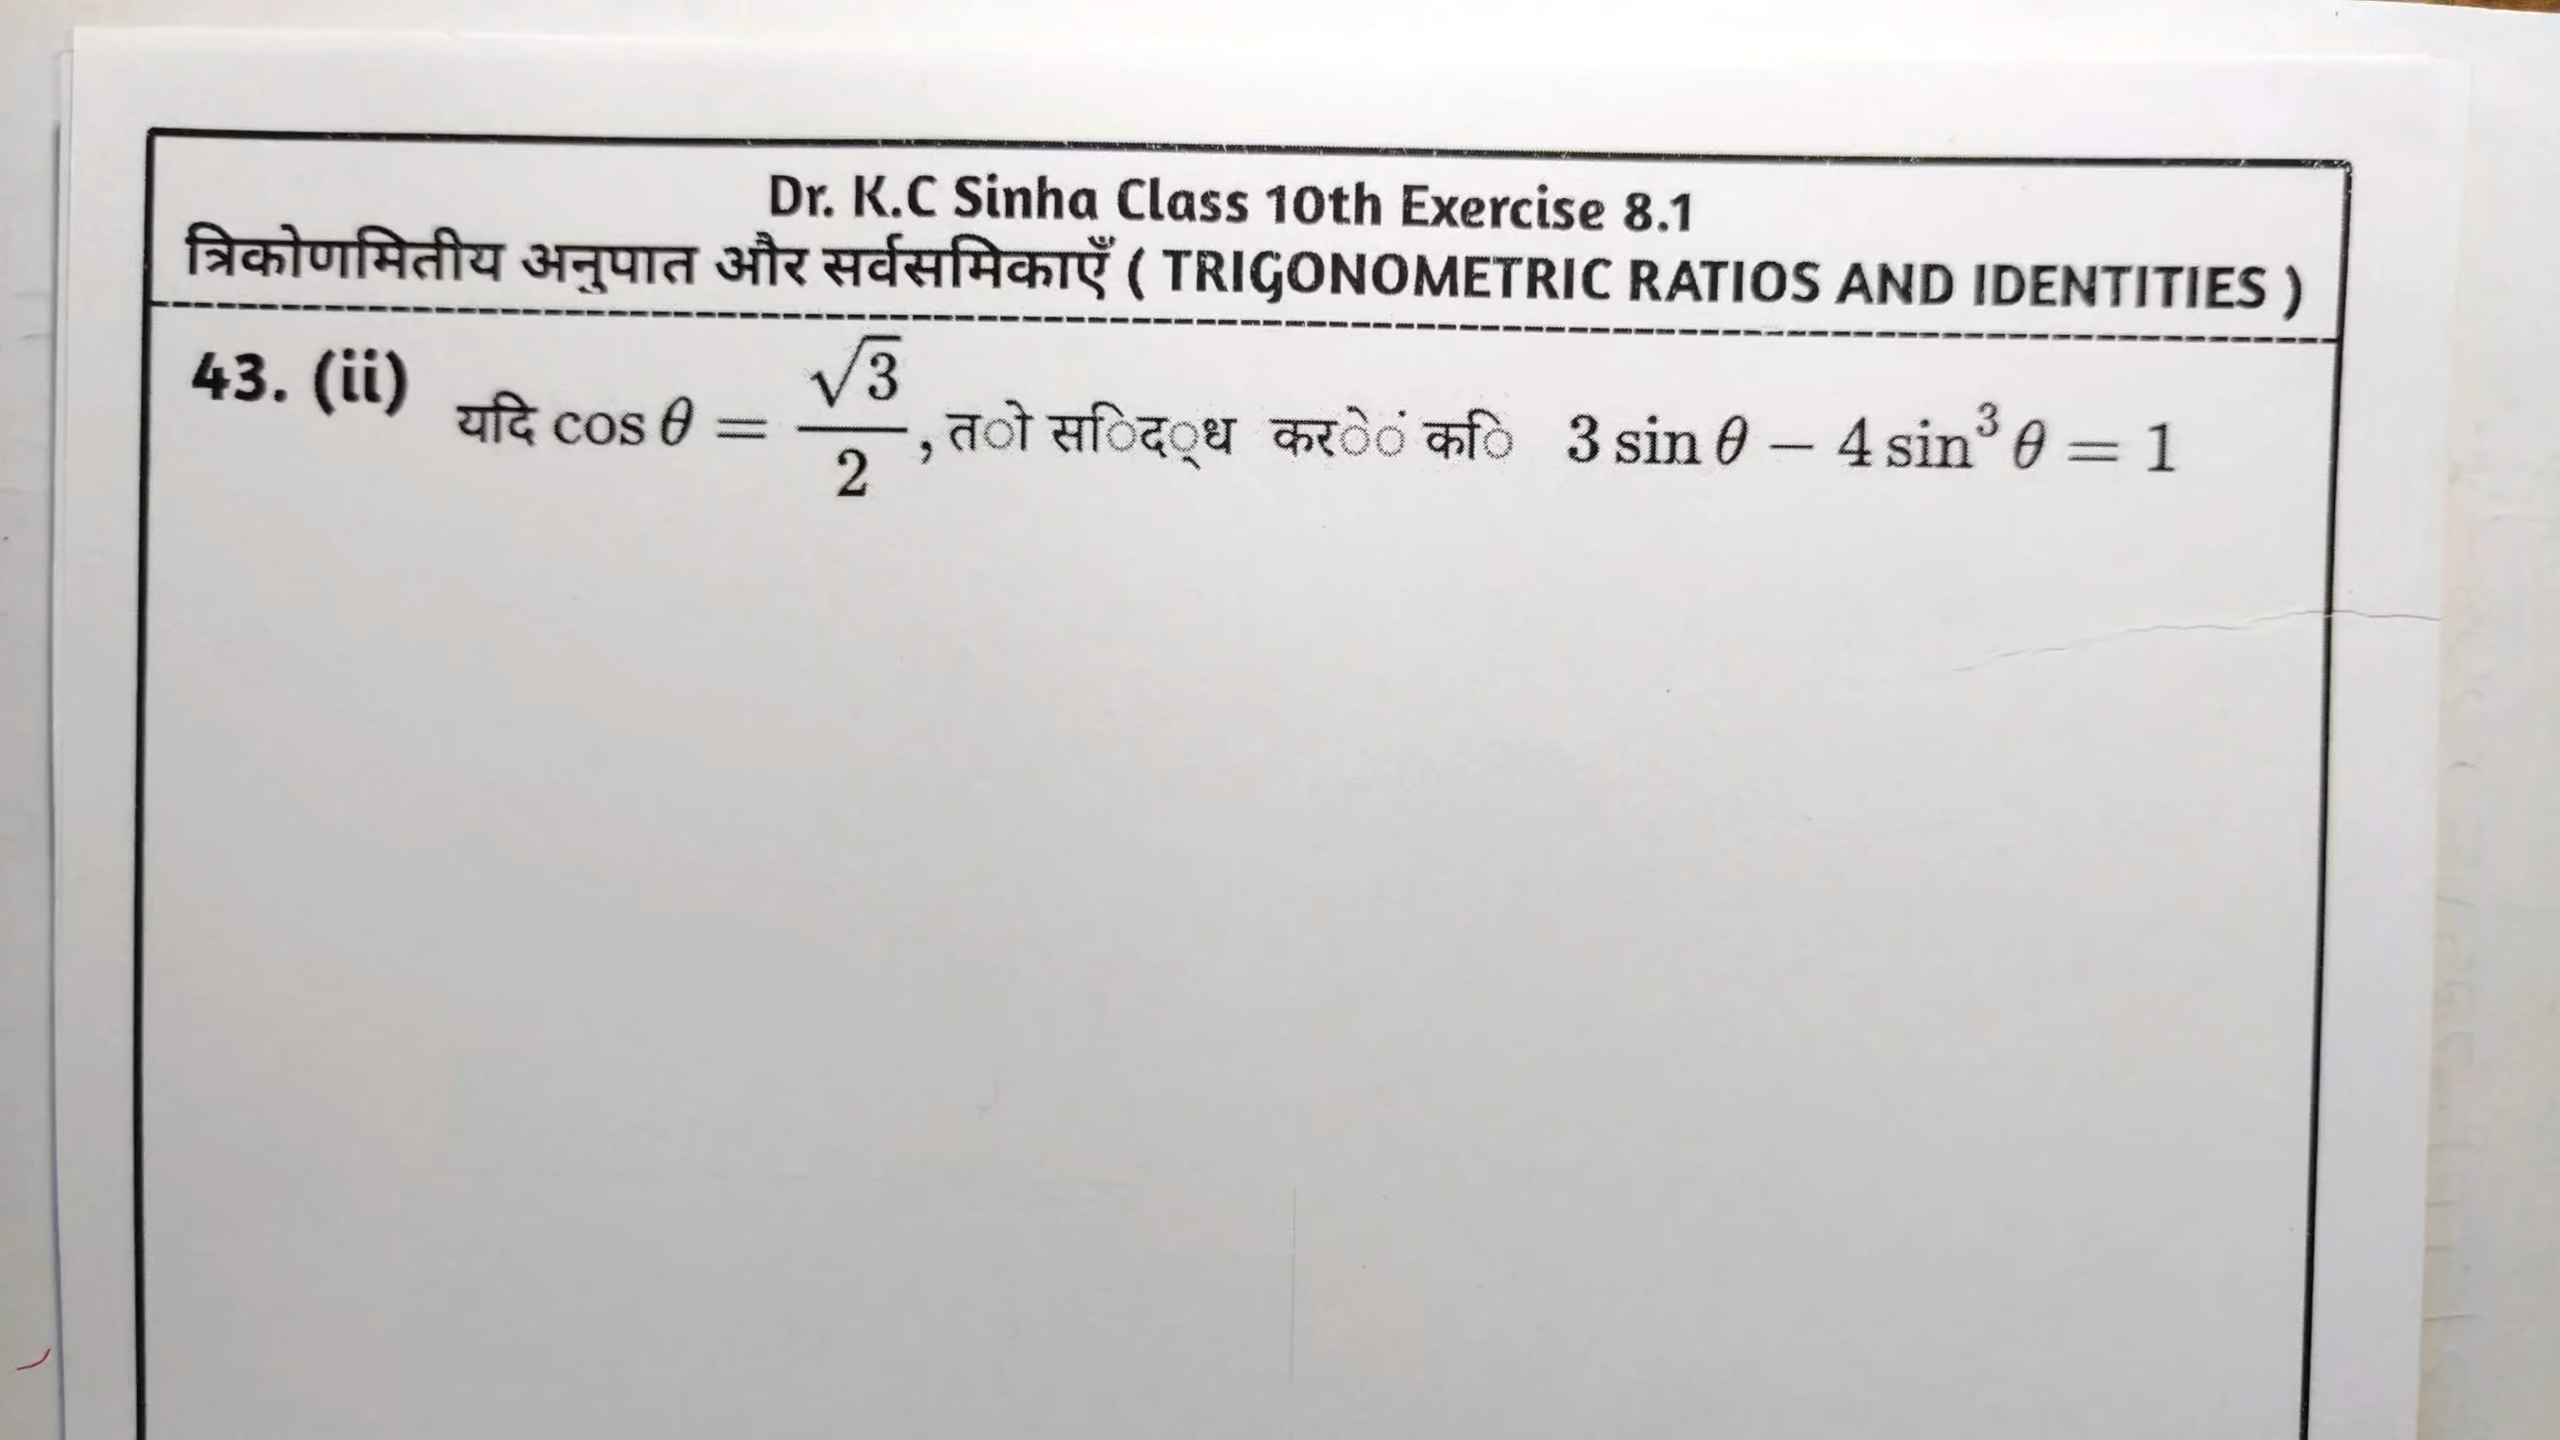 Dr. K.C Sinha Class 10th Exercise 8.1
त्रिकोणमितीय अनुपात और सर्वसमिकाएँ ( TRIGONOMETRIC RATIOS AND IDENTITIES )
43. (ii) यदि cos θ = √3/2, तो सिद्ध करें कि 3 sin θ − 4 sin³ θ = 1